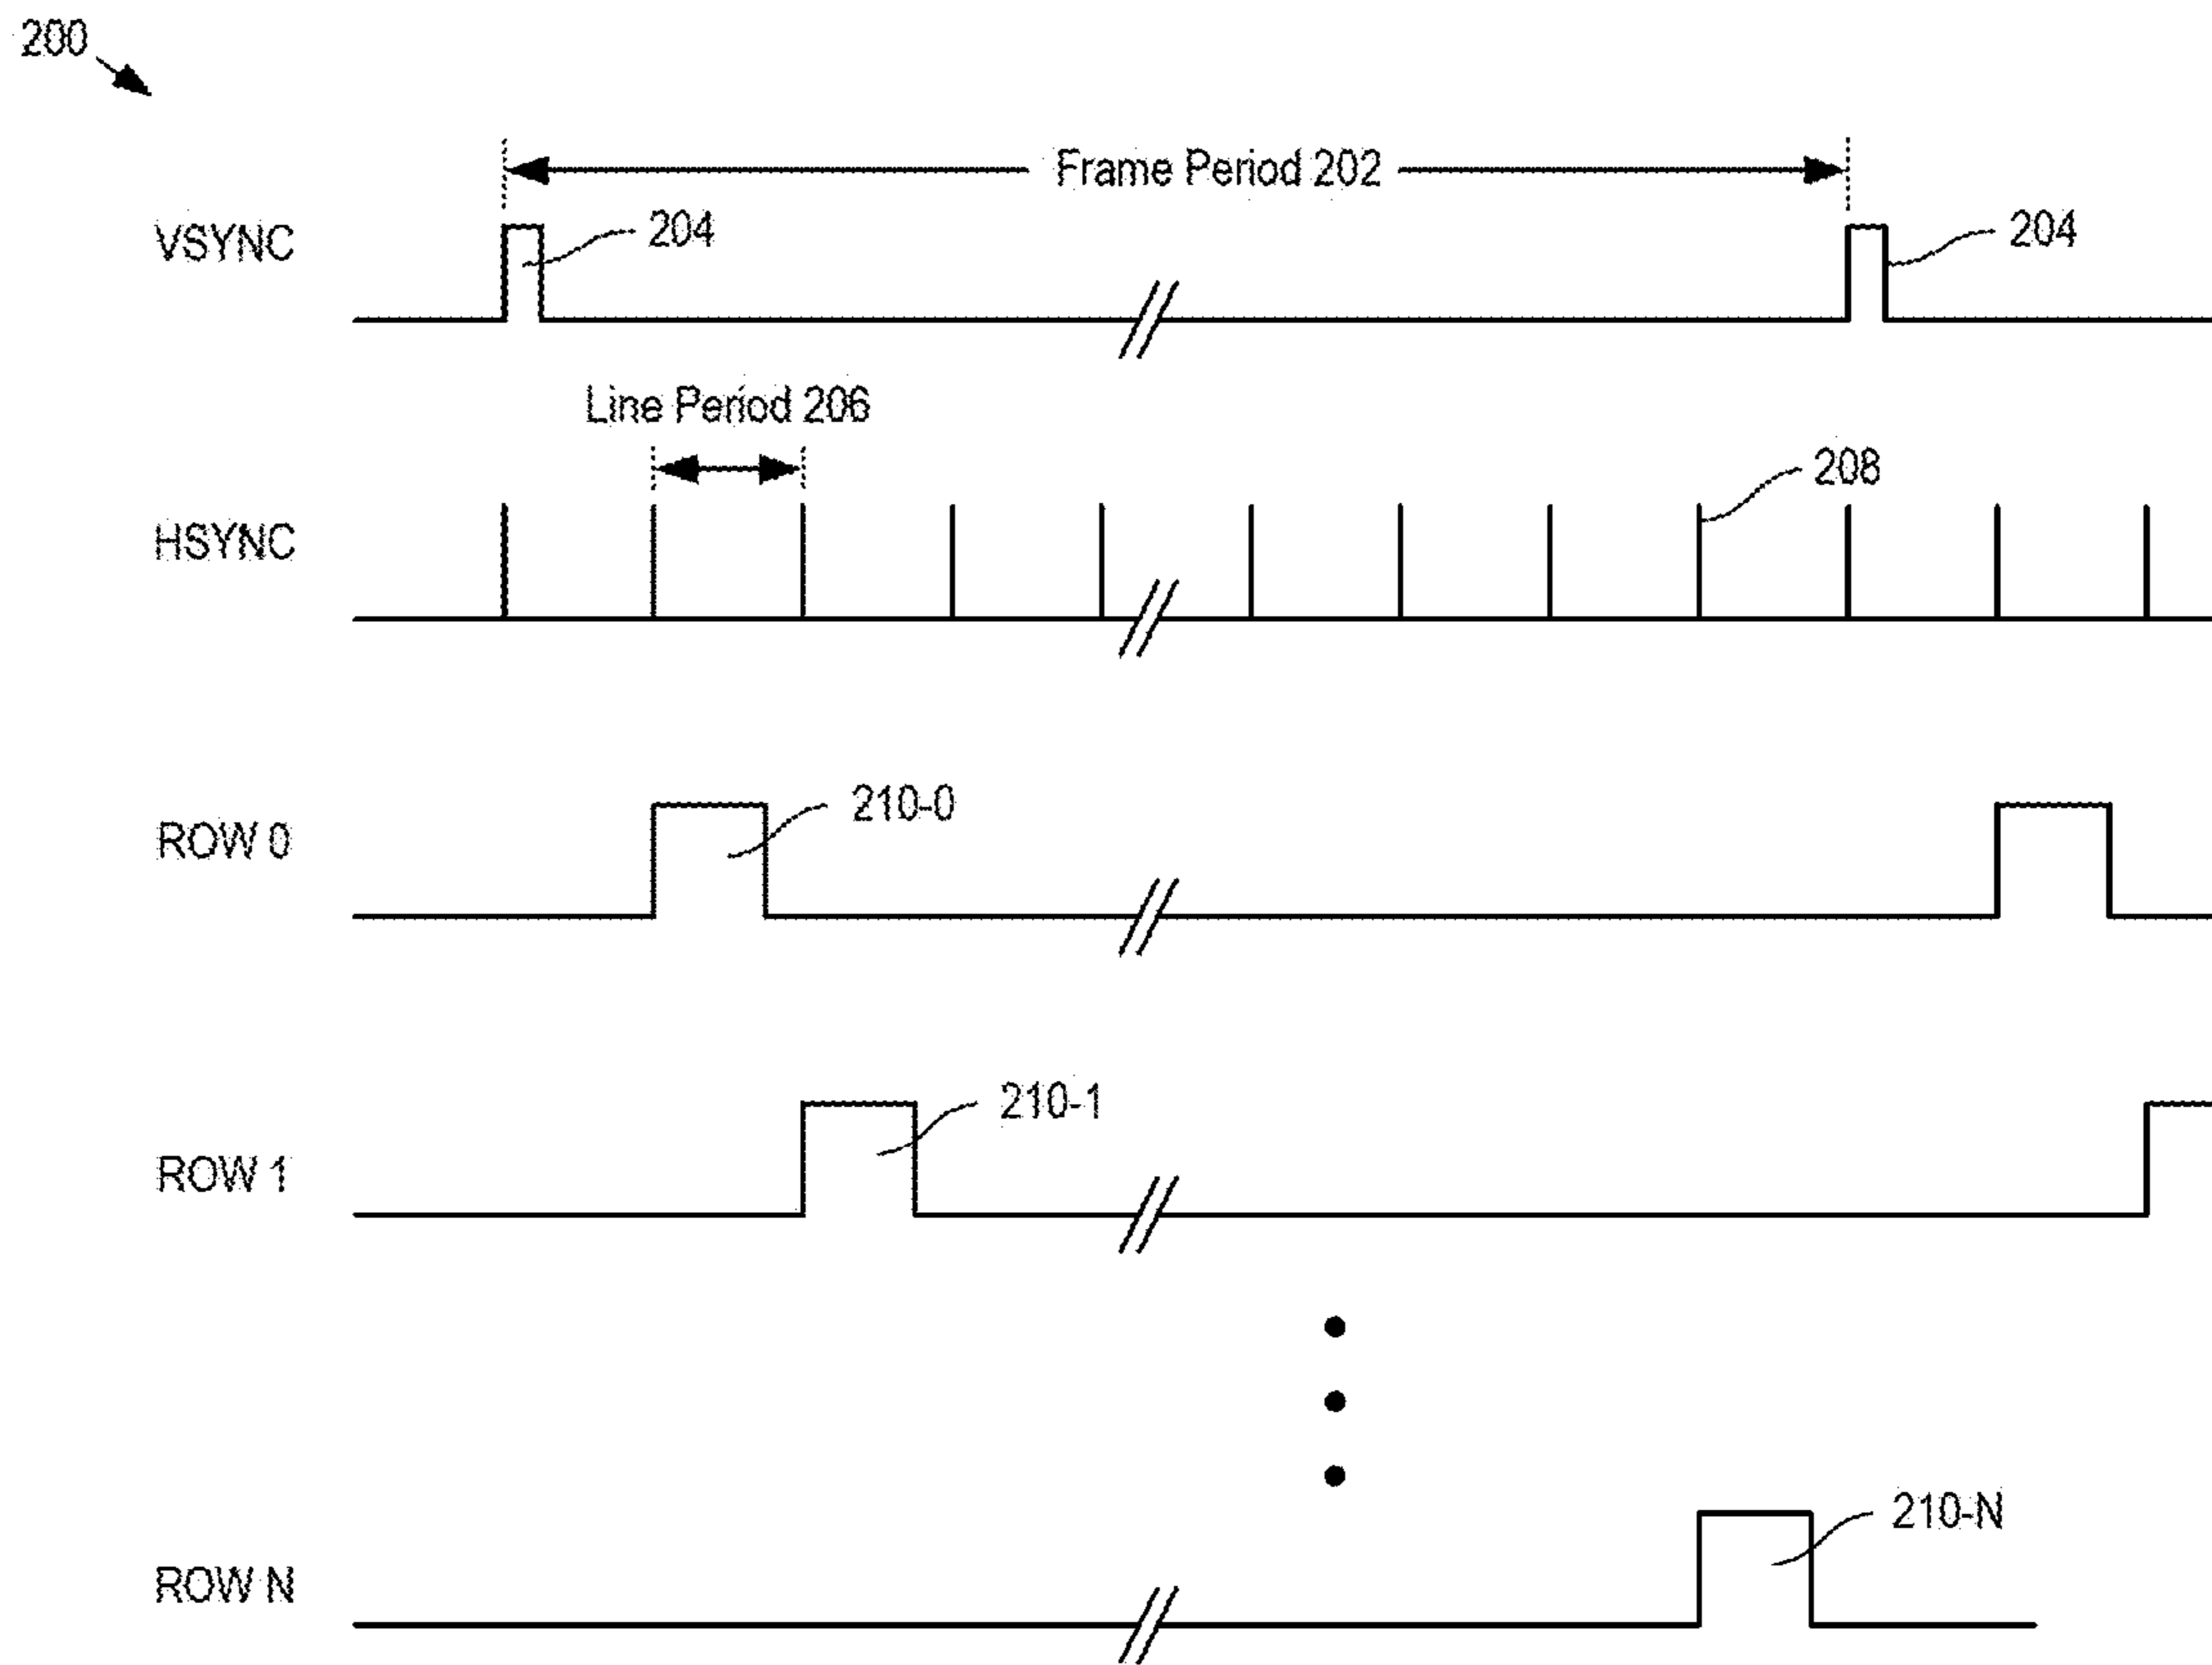 200
Frame Period 202
VSYNC
204
204
Line Period 206
HSYNC
208
ROW 0
210-0
ROW 1
210-1
ROW N
210-N